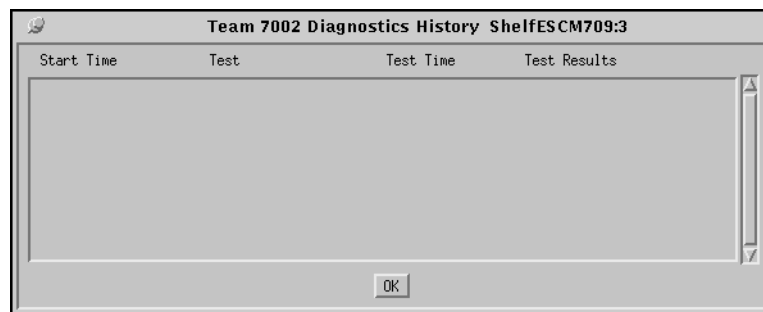 Team 7002 Diagnostics History ShelfESCM709:3
Start Time Test Test Time Test Results
OK